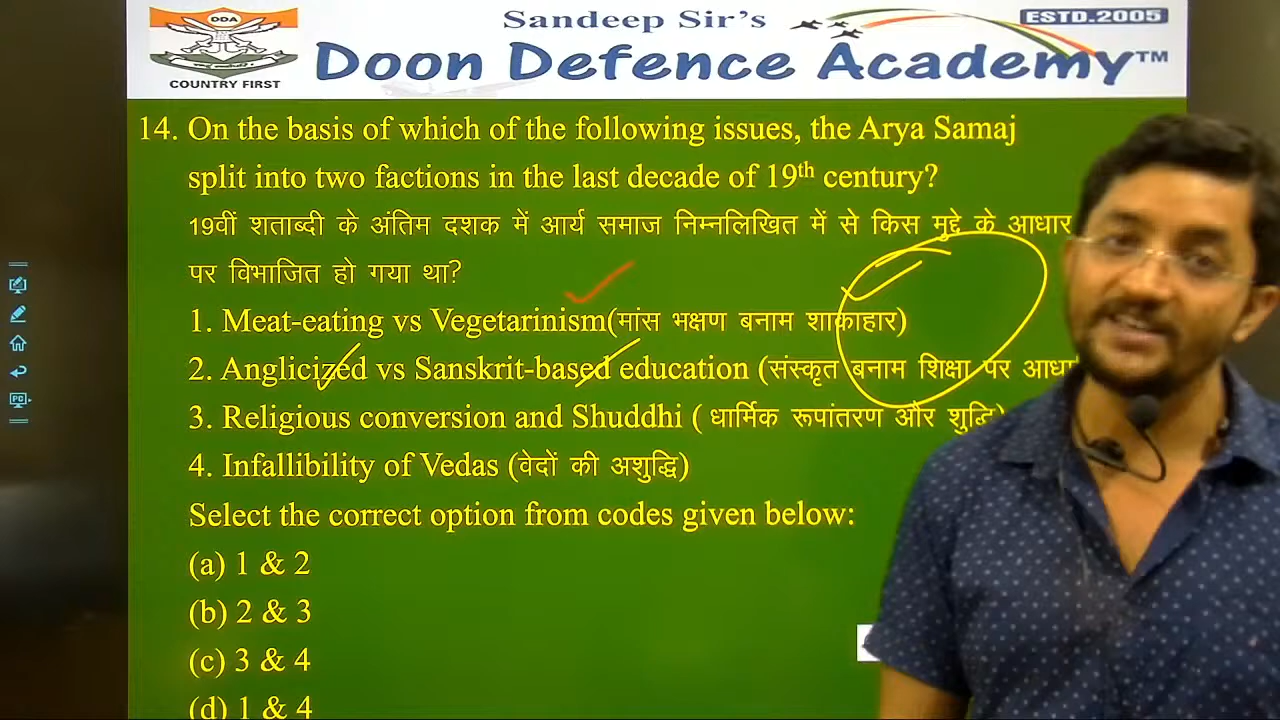 DDA
COUNTRY FIRST
Sandeep Sir's
ESTD.2005
Doon Defence Academy™
14. On the basis of which of the following issues, the Arya Samaj
split into two factions in the last decade of 19th century?
19वीं शताब्दी के अंतिम दशक में आर्य समाज निम्नलिखित में से किस मुद्दे के आधार
पर विभाजित हो गया था?
1. Meat-eating vs Vegetarinism(मांस भक्षण बनाम शाकाहार)
2. Anglicized vs Sanskrit-based education (संस्कृत बनाम शिक्षा पर
3. Religious conversion and Shuddhi ( धार्मिक रूपांतरण और शुद्धि)
4. Infallibility of Vedas (वेदों की अशुद्धि)
Select the correct option from codes given below:
(a) 1 & 2
(b) 2 & 3
(c) 3 & 4
(d) 1 & 4